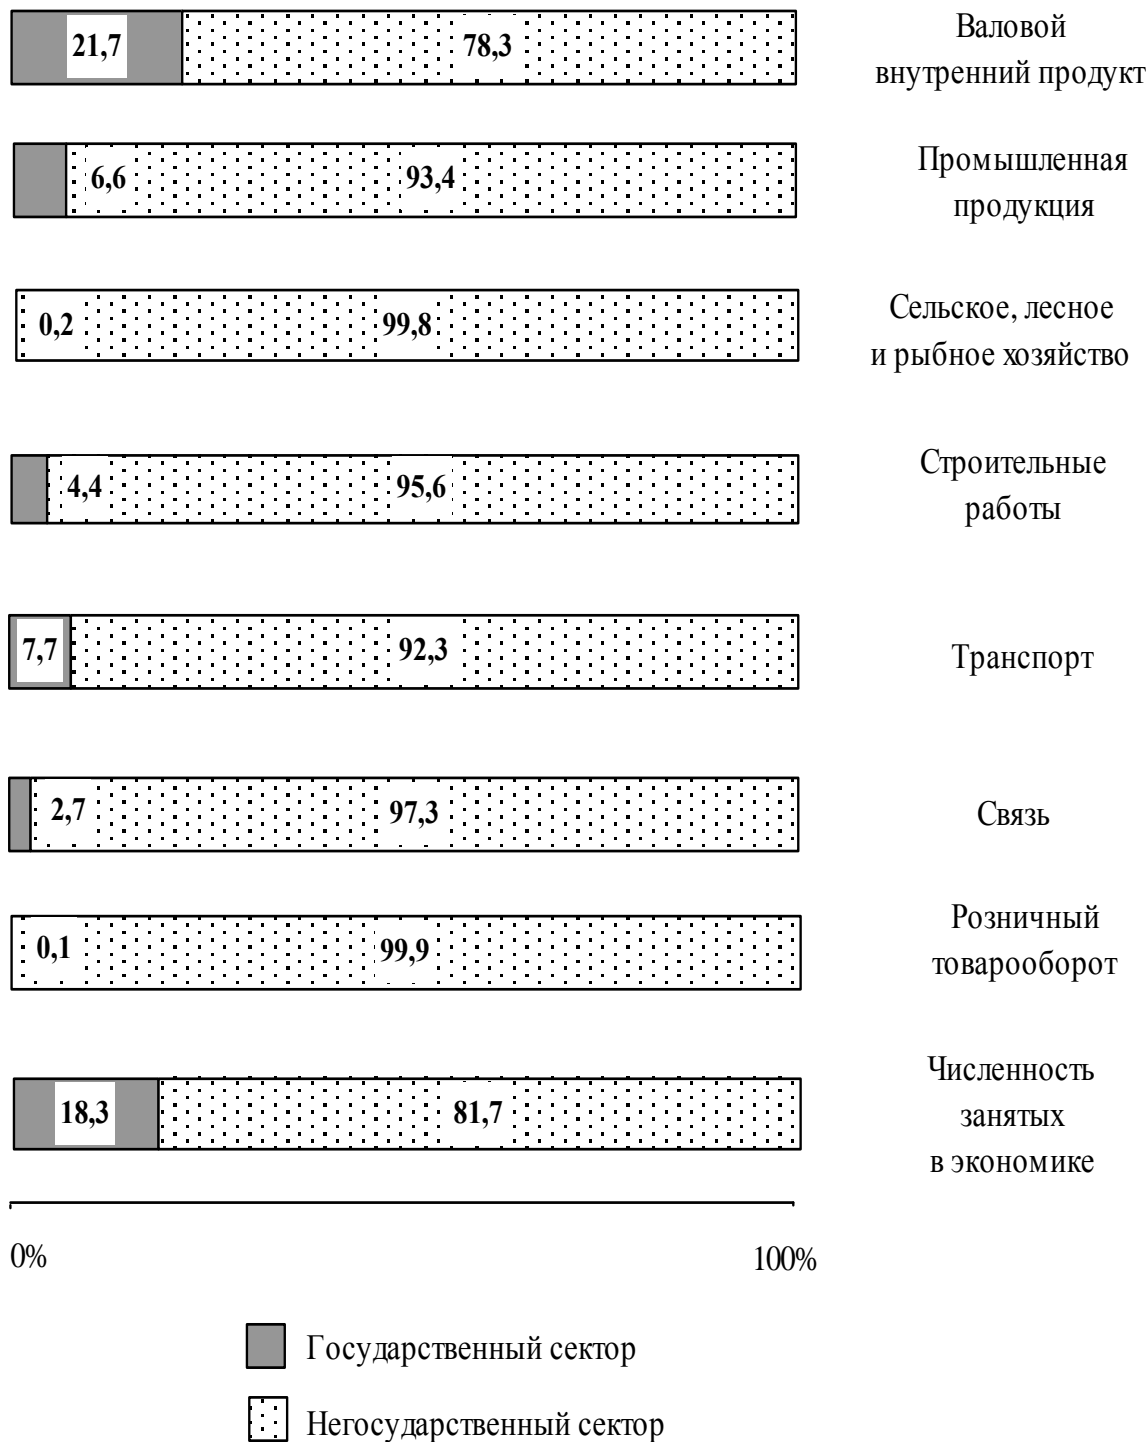 21,7 78,3 Валовой
внутренний продукт
6,6 93,4 Промышленная
продукция
0,2 99,8 Сельское, лесное
и рыбное хозяйство
4,4 95,6 Строительные
работы
7,7 92,3 Транспорт
2,7 97,3 Связь
0,1 99,9 Розничный
товарооборот
18,3 81,7 Численность
занятых
в экономике
0% 100%
Государственный сектор
Негосударственный сектор